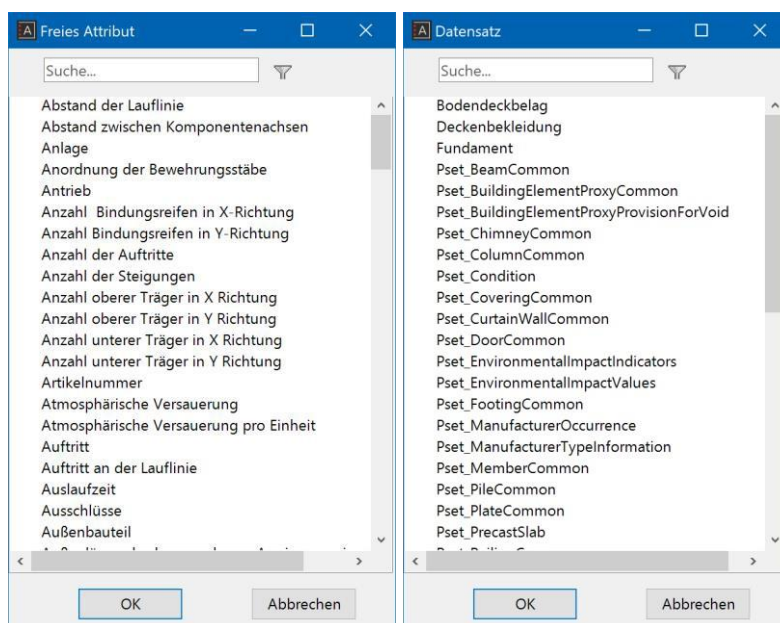 Freies Attribut
Suche...
Abstand der Lauflinie
Abstand zwischen Komponentenachsen
Anlage
Anordnung der Bewehrungsstäbe
Antrieb
Anzahl  Bindungsreifen in X-Richtung
Anzahl Bindungsreifen in Y-Richtung
Anzahl der Auftritte
Anzahl der Steigungen
Anzahl oberer Träger in X Richtung
Anzahl oberer Träger in Y Richtung
Anzahl unterer Träger in X Richtung
Anzahl unterer Träger in Y Richtung
Artikelnummer
Atmosphärische Versauerung
Atmosphärische Versauerung pro Einheit
Auftritt
Auftritt an der Lauflinie
Auslaufzeit
Ausschlüsse
Außenbauteil
OK
Abbrechen
Datensatz
Suche...
Bodendeckbelag
Deckenbekleidung
Fundament
Pset_BeamCommon
Pset_BuildingElementProxyCommon
Pset_BuildingElementProxyProvisionForVoid
Pset_ChimneyCommon
Pset_ColumnCommon
Pset_Condition
Pset_CoveringCommon
Pset_CurtainWallCommon
Pset_DoorCommon
Pset_EnvironmentalImpactIndicators
Pset_EnvironmentalImpactValues
Pset_FootingCommon
Pset_ManufacturerOccurrence
Pset_ManufacturerTypeInformation
Pset_MemberCommon
Pset_PileCommon
Pset_PlateCommon
Pset_PrecastSlab
OK
Abbrechen